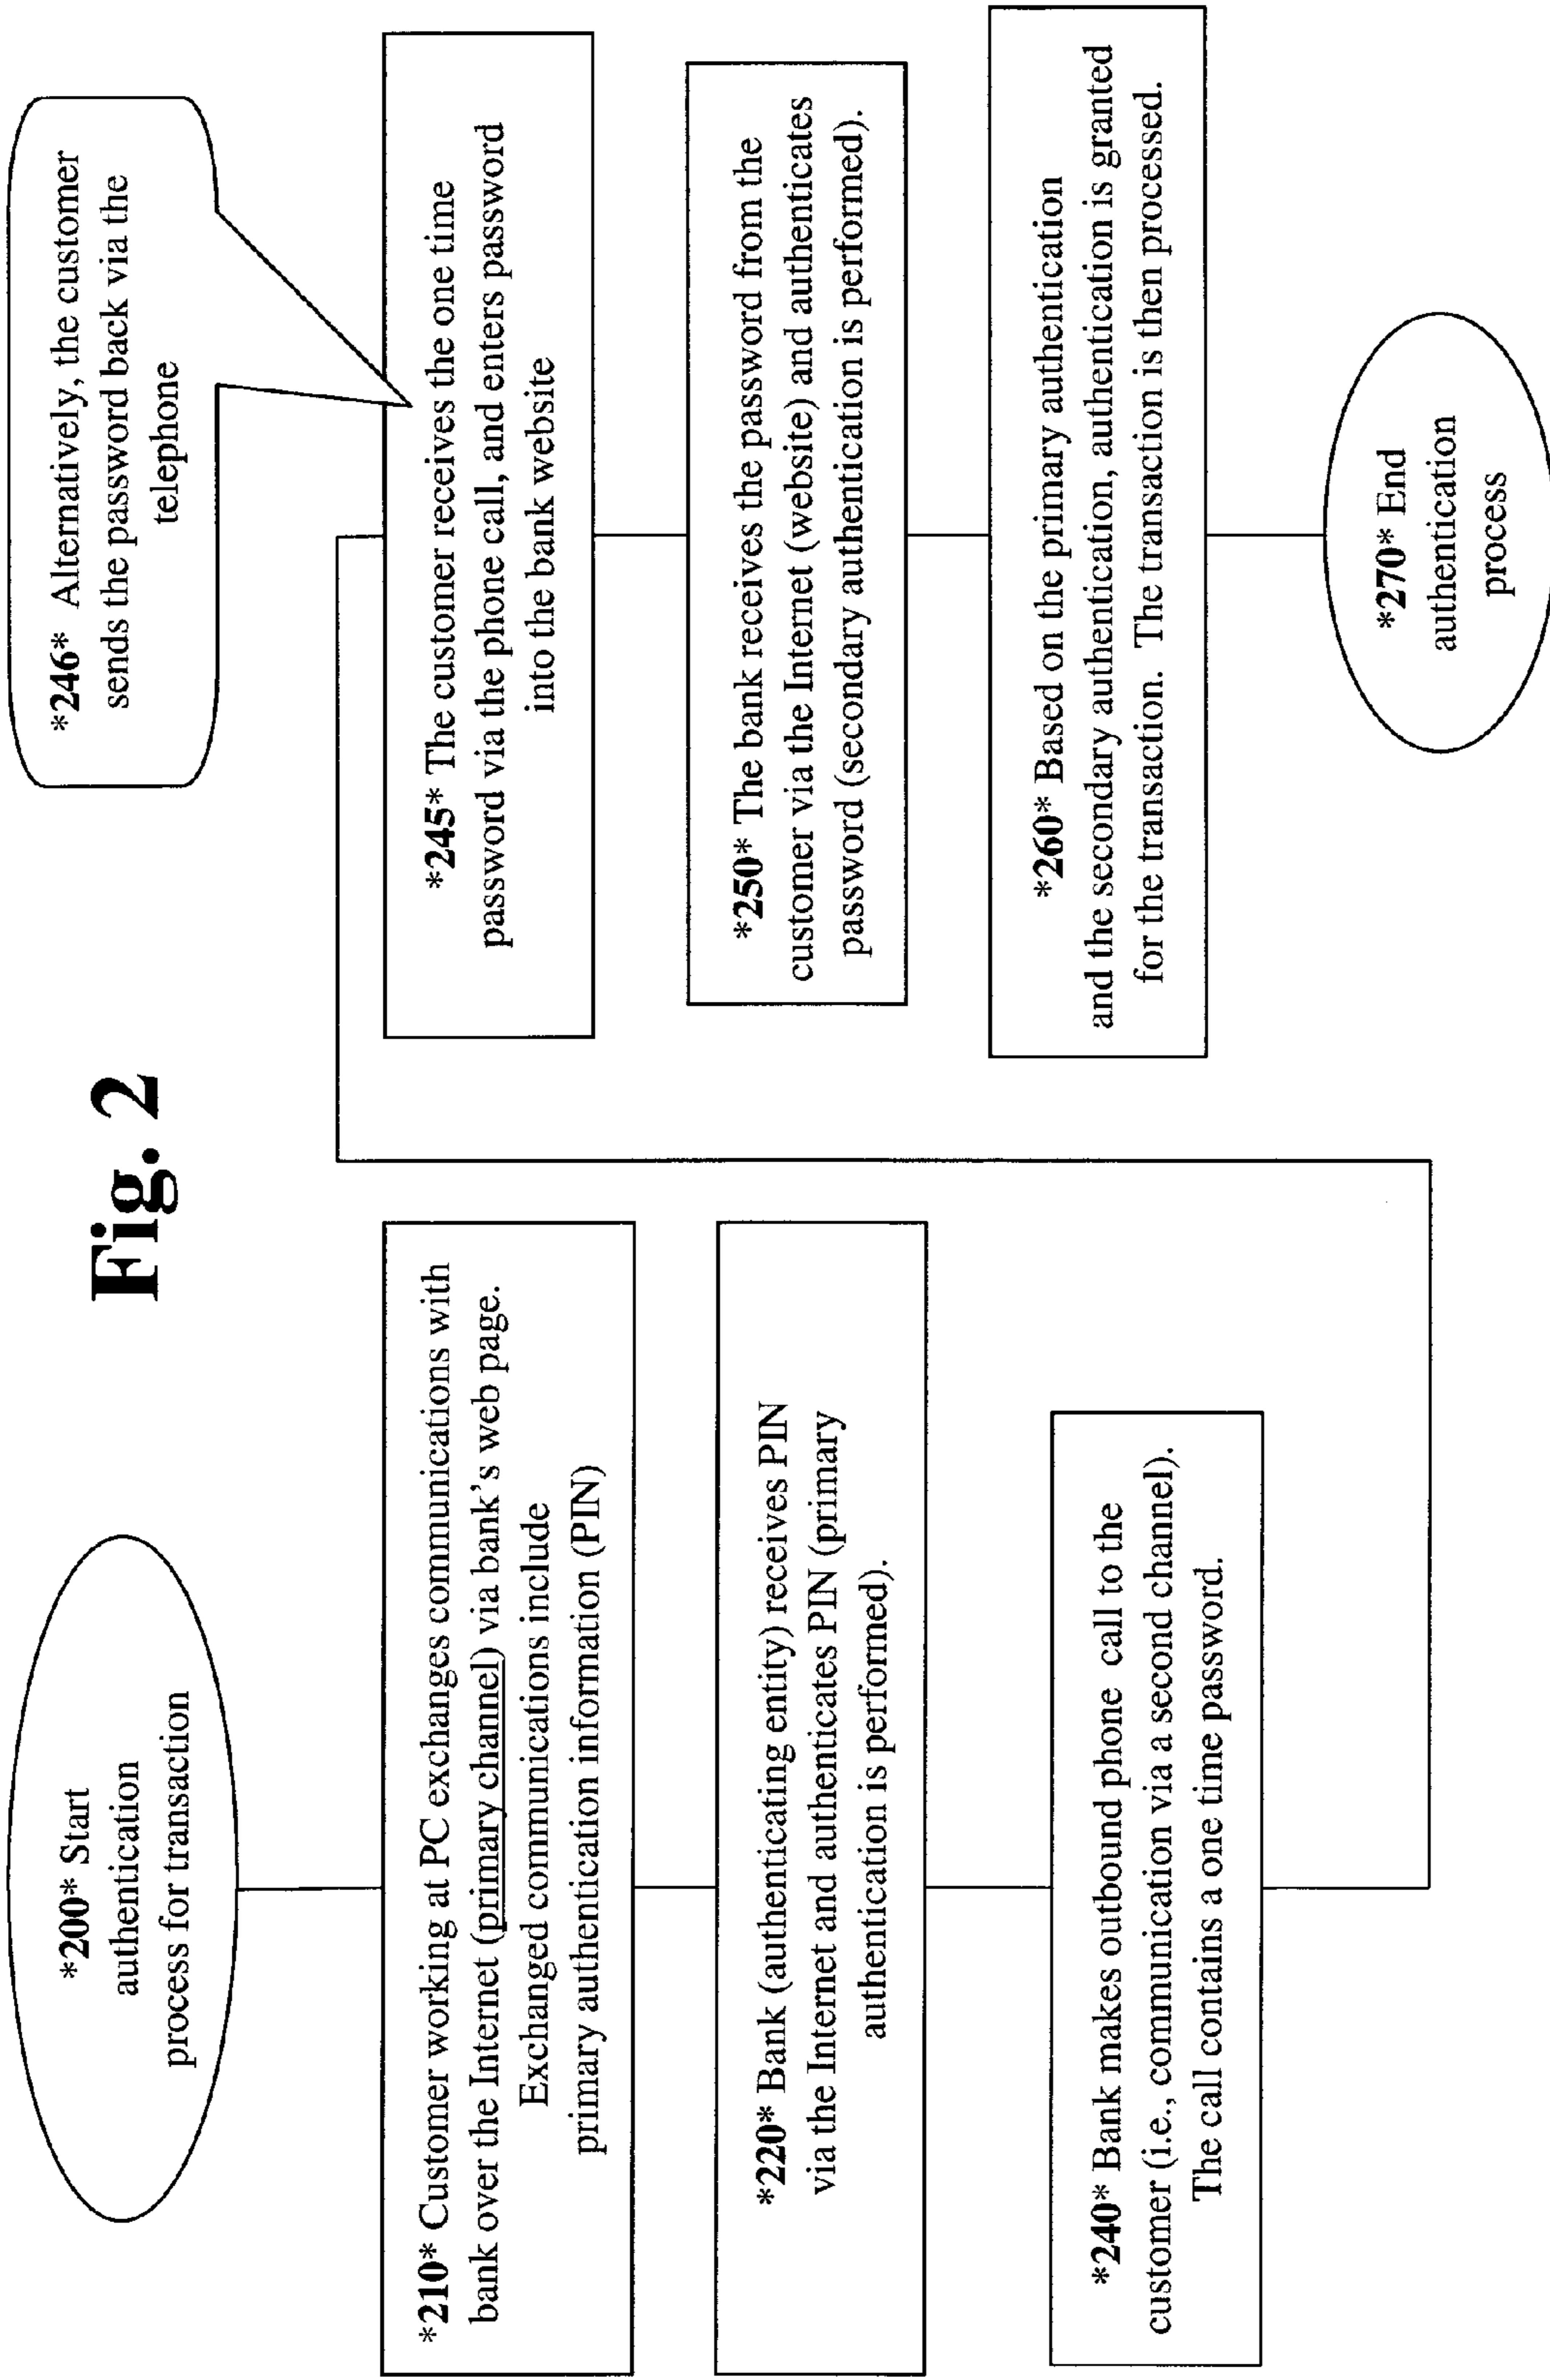 Fig. 2
*200* Start
authentication
process for transaction
*210* Customer working at PC exchanges communications with
bank over the Internet (primary channel) via bank's web page.
Exchanged communications include
primary authentication information (PIN)
*220* Bank (authenticating entity) receives PIN
via the Internet and authenticates PIN (primary
authentication is performed).
*240* Bank makes outbound phone call to the
customer (i.e., communication via a second channel).
The call contains a one time password.
*246* Alternatively, the customer
sends the password back via the
telephone
*245* The customer receives the one time
password via the phone call, and enters password
into the bank website
*250* The bank receives the password from the
customer via the Internet (website) and authenticates
password (secondary authentication is performed).
*260* Based on the primary authentication
and the secondary authentication, authentication is granted
for the transaction. The transaction is then processed.
*270* End
authentication
process